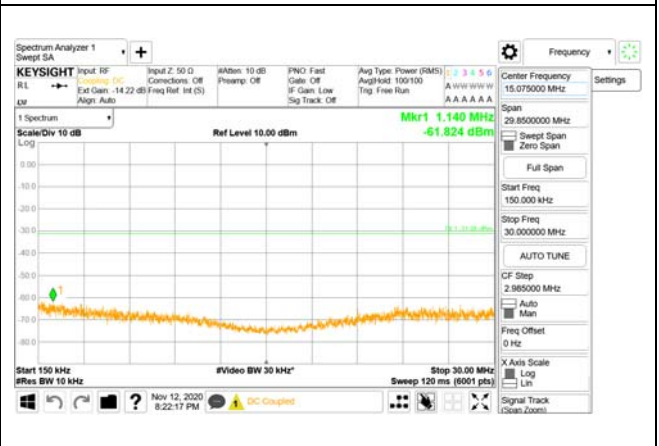 Spectrum Analyzer 1
Swept SA
+
Frequency
KEYSIGHT
RL
Input: RF
Coupling: DC
Ext Gain: -14.22 dB
Align: Auto
Input Z: 50 Ω
Corrections: Off
Freq Ref: Int (S)
#Atten: 10 dB
Preamp: Off
PNO: Fast
Gate: Off
IF Gain: Low
Sig Track: Off
Avg Type: Power (RMS)
Avg|Hold: 100/100
Trig: Free Run
1 2 3 4 5 6
A W W W W W
A A A A A A
1 Spectrum
Scale/Div 10 dB
Log
Ref Level 10.00 dBm
Mkr1 1.140 MHz
-61.824 dBm
0.00
-10.0
-20.0
-30.0
-40.0
-50.0
-60.0
-70.0
-80.0
1
Start 150 kHz
#Res BW 10 kHz
#Video BW 30 kHz*
Stop 30.00 MHz
Sweep 120 ms (6001 pts)
Center Frequency
15.075000 MHz
Settings
Span
29.8500000 MHz
Swept Span
Zero Span
Full Span
Start Freq
150.000 kHz
Stop Freq
30.000000 MHz
AUTO TUNE
CF Step
2.985000 MHz
Auto
Man
Freq Offset
0 Hz
X Axis Scale
Log
Lin
Signal Track
(Span Zoom)
?
Nov 12, 2020
8:22:17 PM
1
DC Coupled